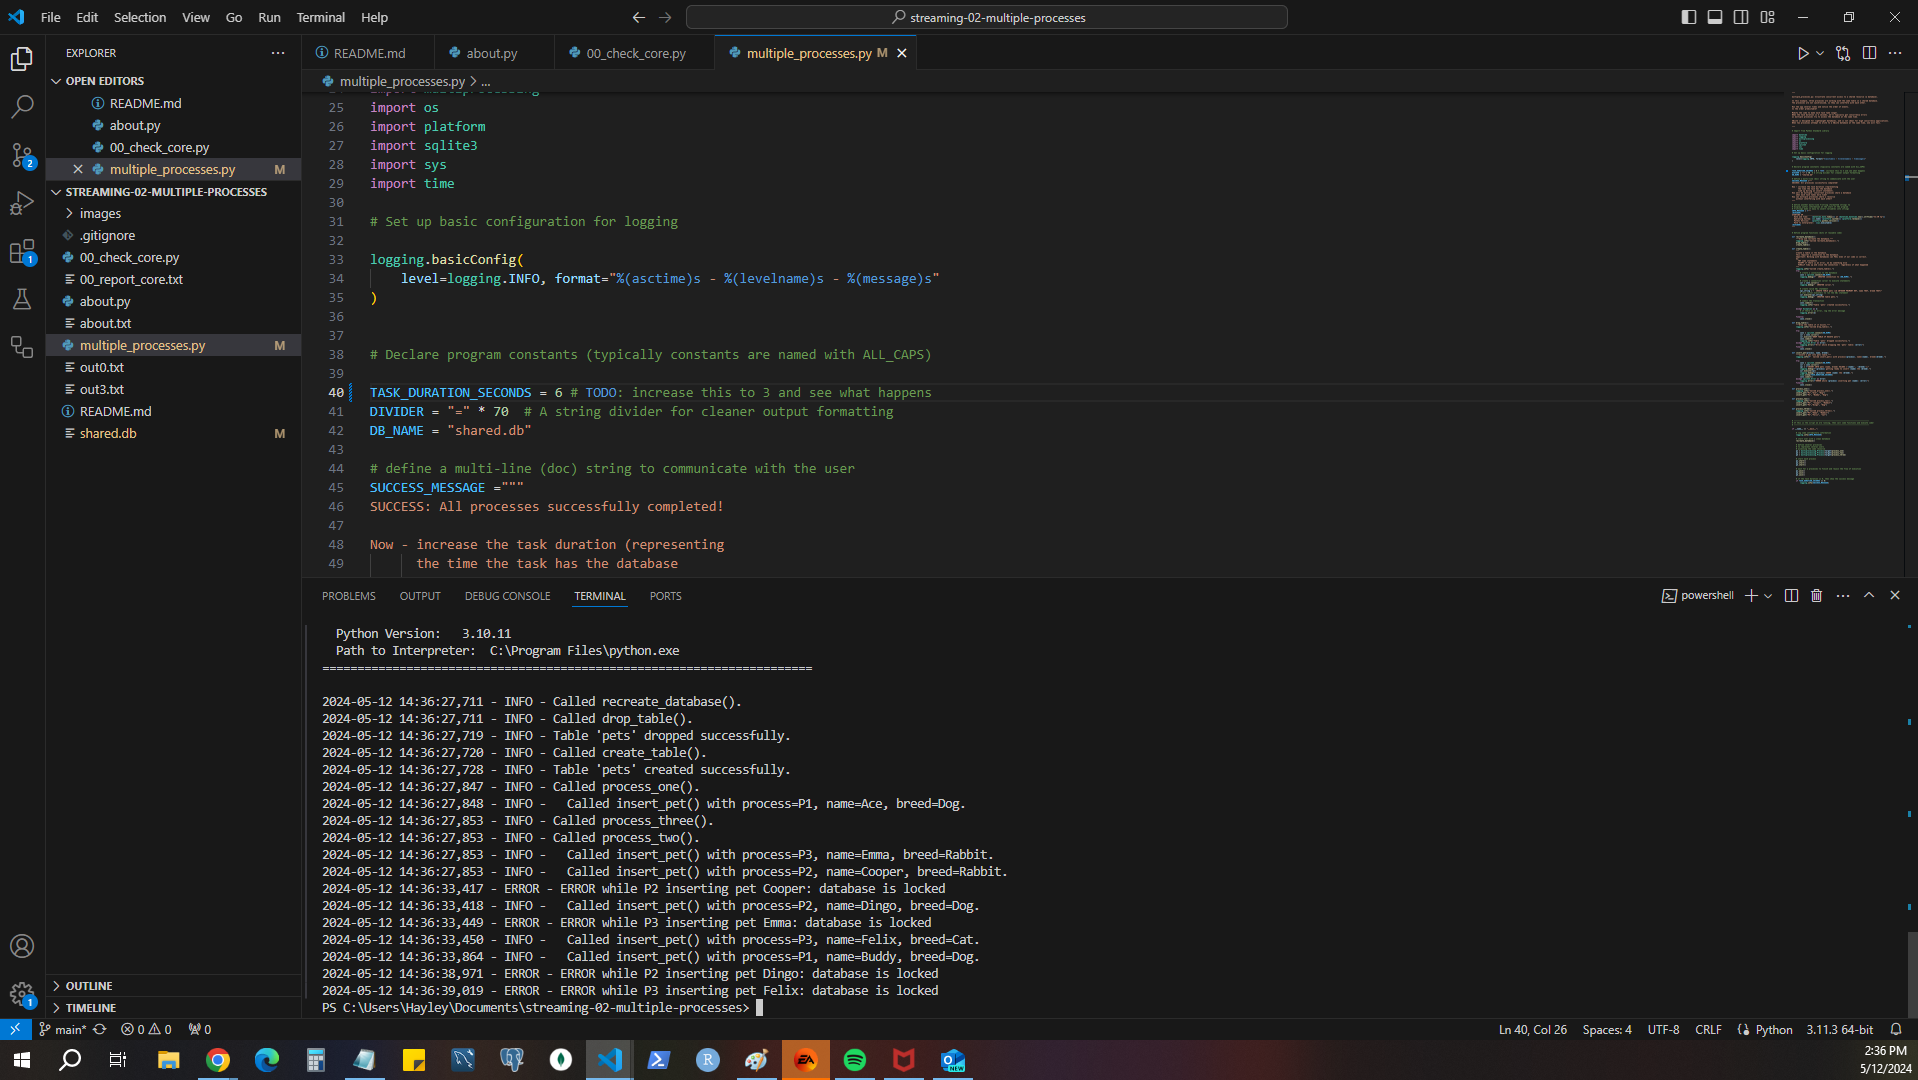 File Edit Selection View Go Run Terminal Help
streaming-02-multiple-processes
EXPLORER
OPEN EDITORS
README.md
about.py
00_check_core.py
multiple_processes.py M
STREAMING-02-MULTIPLE-PROCESSES
images
.gitignore
00_check_core.py
00_report_core.txt
about.py
about.txt
multiple_processes.py M
out0.txt
out3.txt
README.md
shared.db M
OUTLINE
TIMELINE
2
1
1
README.md about.py 00_check_core.py multiple_processes.py M
multiple_processes.py > ...
25 import os
26 import platform
27 import sqlite3
28 import sys
29 import time
30
31 # Set up basic configuration for logging
32
33 logging.basicConfig(
34 level=logging.INFO, format="%(asctime)s - %(levelname)s - %(message)s"
35 )
36
37
38 # Declare program constants (typically constants are named with ALL_CAPS)
39
40 TASK_DURATION_SECONDS = 6 # TODO: increase this to 3 and see what happens
41 DIVIDER = "=" * 70 # A string divider for cleaner output formatting
42 DB_NAME = "shared.db"
43
44 # define a multi-line (doc) string to communicate with the user
45 SUCCESS_MESSAGE ="""
46 SUCCESS: All processes successfully completed!
47
48 Now - increase the task duration (representing
49 the time the task has the database
PROBLEMS OUTPUT DEBUG CONSOLE TERMINAL PORTS
powershell
Python Version: 3.10.11
Path to Interpreter: C:\Program Files\python.exe
======================================================================
2024-05-12 14:36:27,711 - INFO - Called recreate_database().
2024-05-12 14:36:27,711 - INFO - Called drop_table().
2024-05-12 14:36:27,719 - INFO - Table 'pets' dropped successfully.
2024-05-12 14:36:27,720 - INFO - Called create_table().
2024-05-12 14:36:27,728 - INFO - Table 'pets' created successfully.
2024-05-12 14:36:27,847 - INFO - Called process_one().
2024-05-12 14:36:27,848 - INFO - Called insert_pet() with process=P1, name=Ace, breed=Dog.
2024-05-12 14:36:27,853 - INFO - Called process_three().
2024-05-12 14:36:27,853 - INFO - Called process_two().
2024-05-12 14:36:27,853 - INFO - Called insert_pet() with process=P3, name=Emma, breed=Rabbit.
2024-05-12 14:36:27,853 - INFO - Called insert_pet() with process=P2, name=Cooper, breed=Rabbit.
2024-05-12 14:36:33,417 - ERROR - ERROR while P2 inserting pet Cooper: database is locked
2024-05-12 14:36:33,418 - INFO - Called insert_pet() with process=P2, name=Dingo, breed=Dog.
2024-05-12 14:36:33,449 - ERROR - ERROR while P3 inserting pet Emma: database is locked
2024-05-12 14:36:33,450 - INFO - Called insert_pet() with process=P3, name=Felix, breed=Cat.
2024-05-12 14:36:33,864 - INFO - Called insert_pet() with process=P1, name=Buddy, breed=Dog.
2024-05-12 14:36:38,971 - ERROR - ERROR while P2 inserting pet Dingo: database is locked
2024-05-12 14:36:39,019 - ERROR - ERROR while P3 inserting pet Felix: database is locked
PS C:\Users\Hayley\Documents\streaming-02-multiple-processes>
main* 0 0 0
Ln 40, Col 26 Spaces: 4 UTF-8 CRLF Python 3.11.3 64-bit
R EA NEW
2:36 PM
5/12/2024